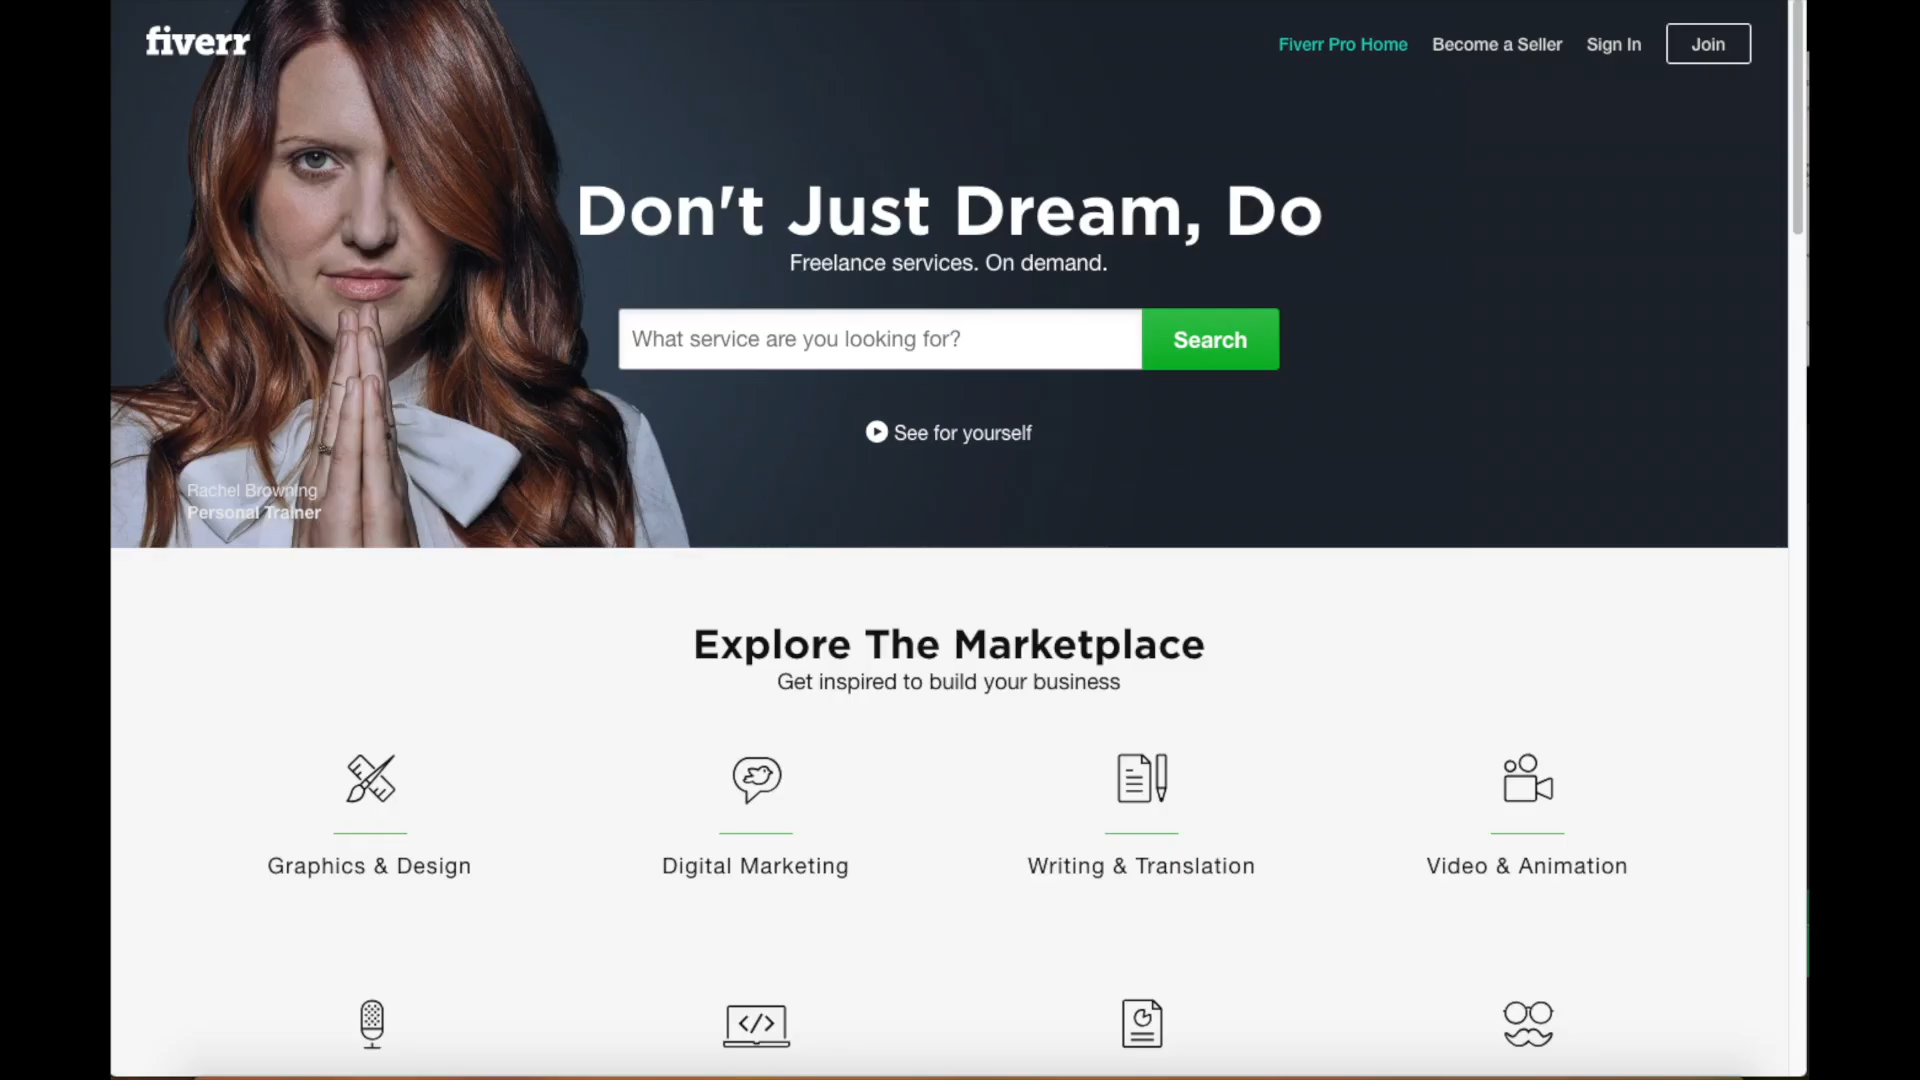 fiverr
Fiverr Pro Home
Become a Seller
Sign In
Join
Don't Just Dream, Do
Freelance services. On demand.
What service are you looking for?
Search
See for yourself
Rachel Browning
Personal Trainer
Explore The Marketplace
Get inspired to build your business
Graphics & Design
Digital Marketing
Writing & Translation
Video & Animation